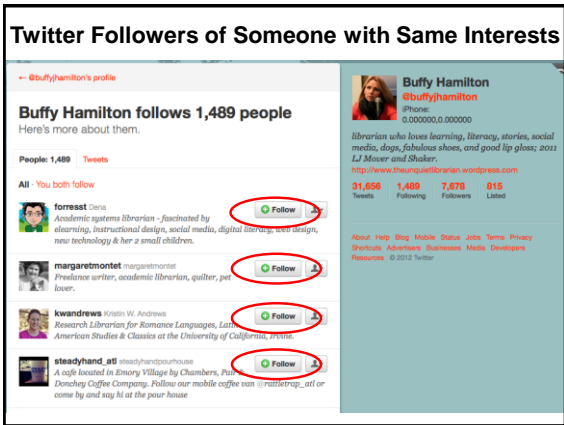 Twitter Followers of Someone with Same Interests
← @buffyjhamilton's profile
Buffy Hamilton follows 1,489 people
Here's more about them.
People: 1,489 Tweets
All · You both follow
forresst Dena
Academic systems librarian - fascinated by
elearning, instructional design, social media, digital literacy, web design,
new technology & her 2 small children.
Follow
margaretmontet margaretmontet
Freelance writer, academic librarian, quilter, pet
lover.
Follow
kwandrews Kristin W. Andrews
Research Librarian for Romance Languages, Latin
American Studies & Classics at the University of California, Irvine.
Follow
steadyhand_atl steadyhandpourhouse
A cafe located in Emory Village by Chambers, Pair &
Donchey Coffee Company. Follow our mobile coffee van @rattletrap_atl or
come by and say hi at the pour house
Follow
Buffy Hamilton
@buffyjhamilton
iPhone:
0.000000,0.000000
librarian who loves learning, literacy, stories, social
media, dogs, fabulous shoes, and good lip gloss; 2011
LJ Mover and Shaker.
http://www.theunquietlibrarian.wordpress.com
31,656 1,489 7,678 815
Tweets Following Followers Listed
About Help Blog Mobile Status Jobs Terms Privacy
Shortcuts Advertisers Businesses Media Developers
Resources © 2012 Twitter